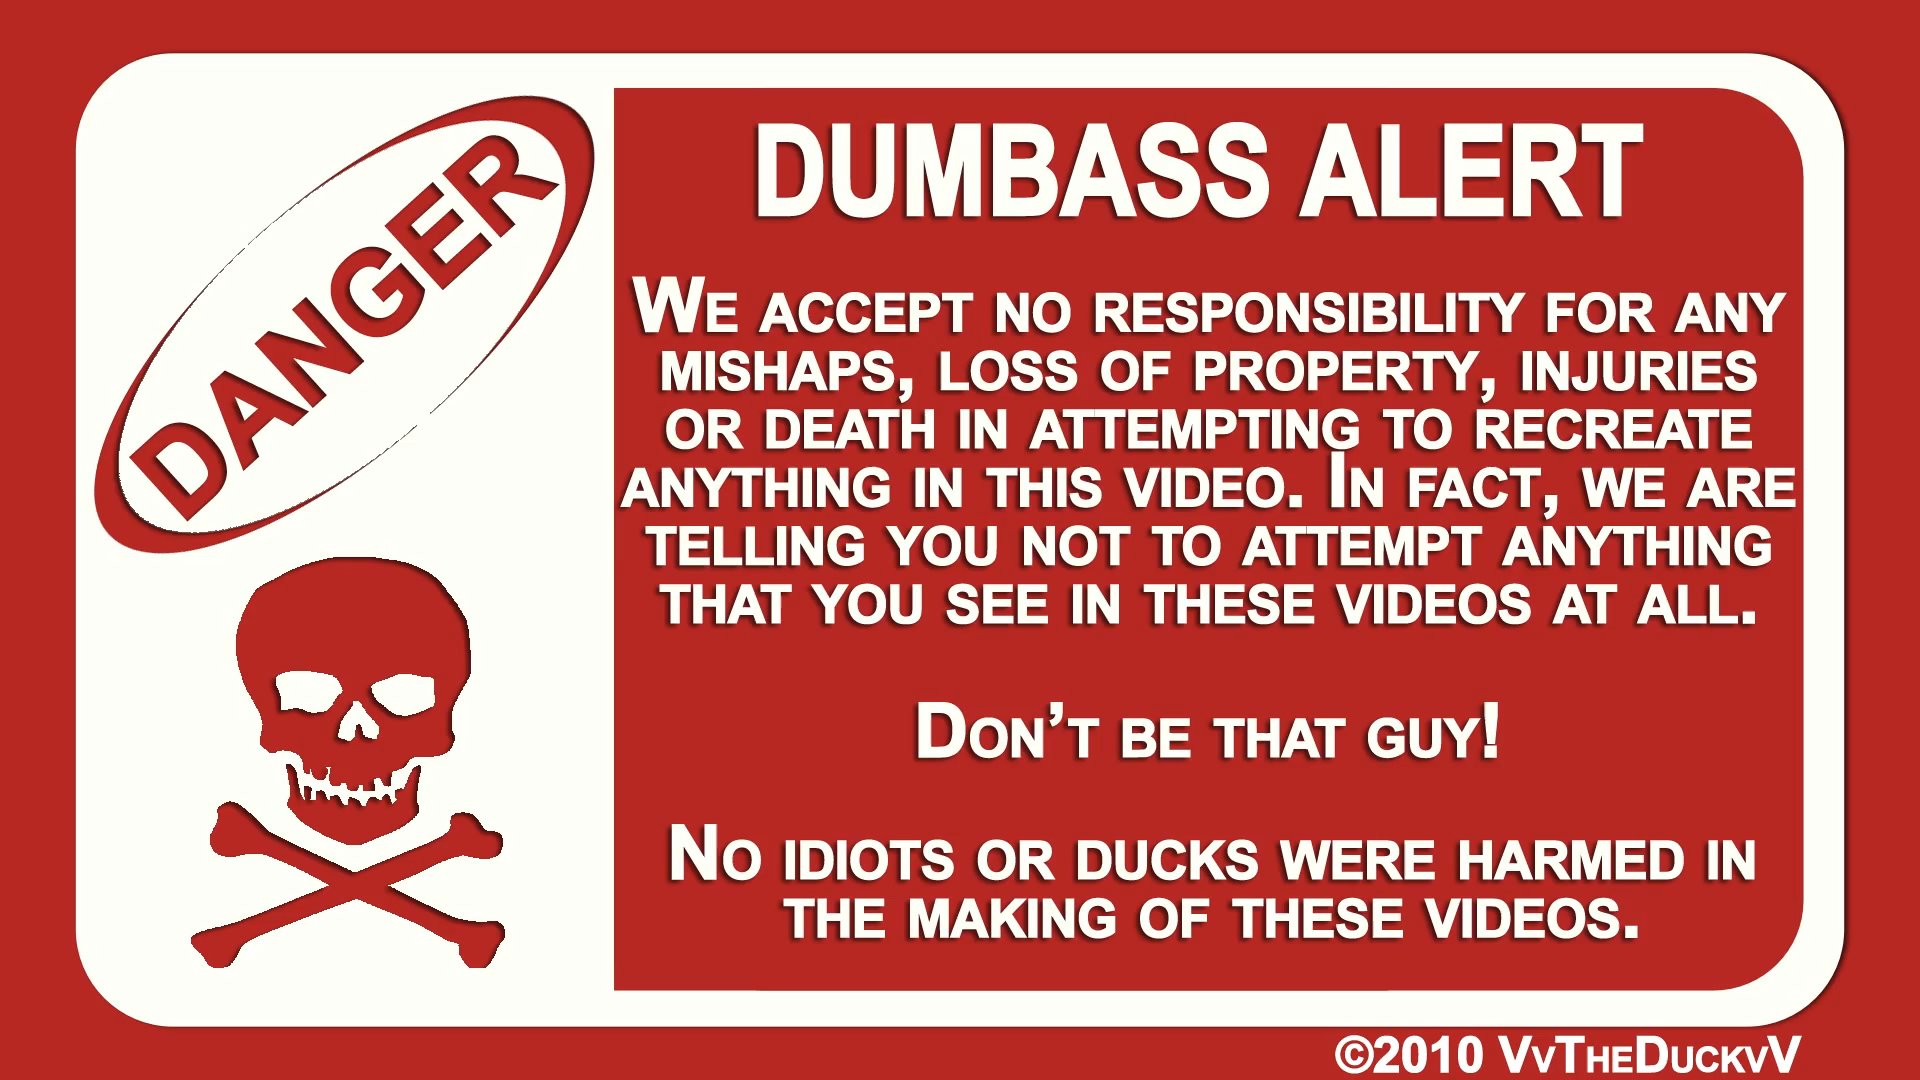 DANGER
DUMBASS ALERT
WE ACCEPT NO RESPONSIBILITY FOR ANY
MISHAPS, LOSS OF PROPERTY, INJURIES
OR DEATH IN ATTEMPTING TO RECREATE
ANYTHING IN THIS VIDEO. IN FACT, WE ARE
TELLING YOU NOT TO ATTEMPT ANYTHING
THAT YOU SEE IN THESE VIDEOS AT ALL.
DON'T BE THAT GUY!
NO IDIOTS OR DUCKS WERE HARMED IN
THE MAKING OF THESE VIDEOS.
©2010 VVTHEDUCKVV